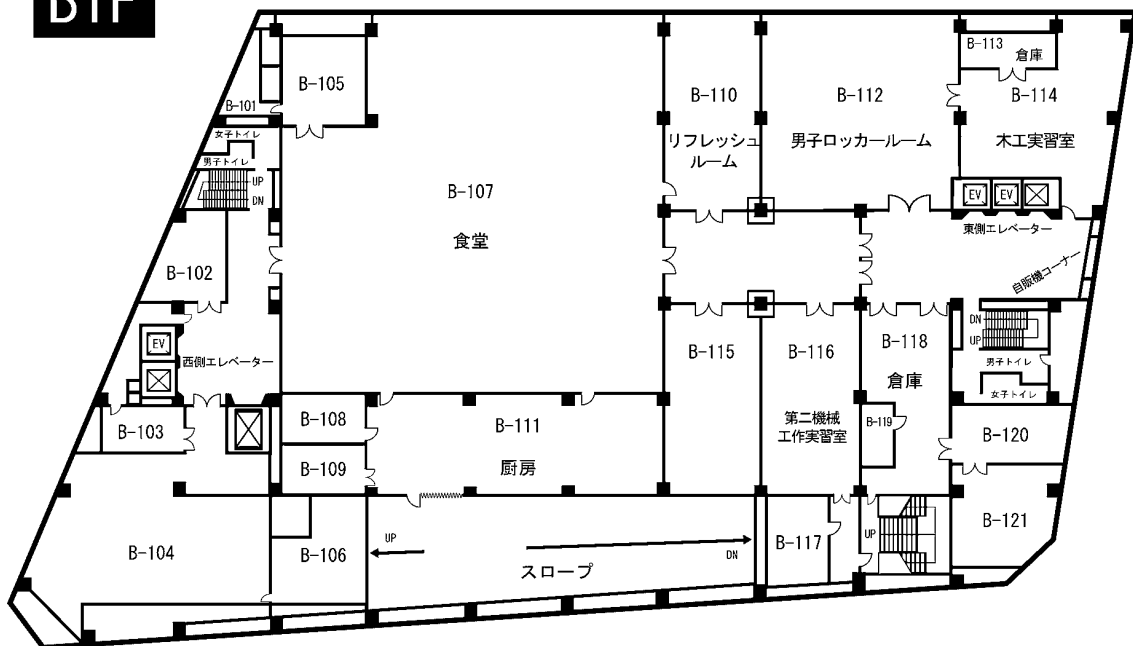 B1F
B-113
倉庫
B-105
B-110
B-112
B-114
B-101
女子トイレ
リフレッシュ
ルーム
男子ロッカールーム
木工実習室
男子トイレ
UP
DN
B-107
食堂
EV
EV
東側エレベーター
B-102
自販機コーナー
EV
西側エレベーター
B-115
B-116
B-118
倉庫
DN
UP
男子トイレ
女子トイレ
B-108
B-111
厨房
第二機械
工作実習室
B-119
B-103
B-120
B-109
B-104
B-106
UP
DN
スロープ
B-117
UP
B-121